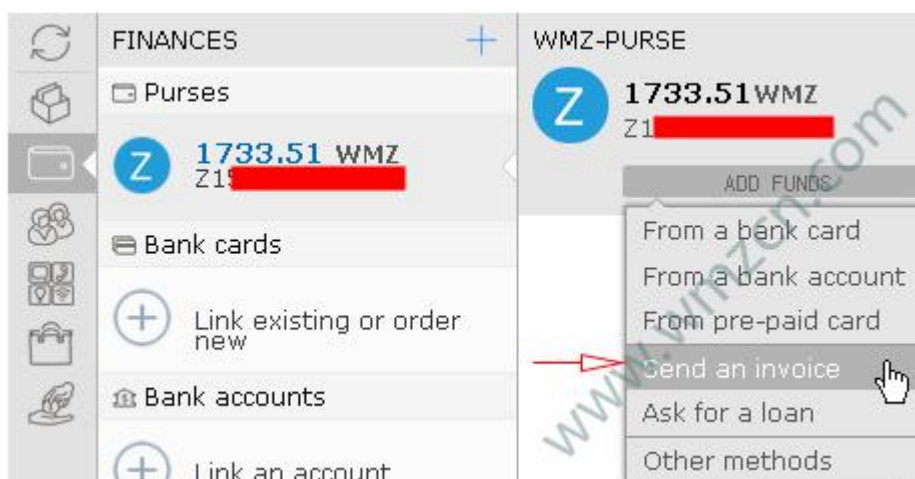 FINANCES
Purses
Z
1733.51 WMZ
Z1
Bank cards
Link existing or order
new
Bank accounts
Link an account
WMZ-PURSE
Z
1733.51 WMZ
Z1
ADD FUNDS
From a bank card
From a bank account
From pre-paid card
Send an invoice
Ask for a loan
Other methods
www.wmzcn.com